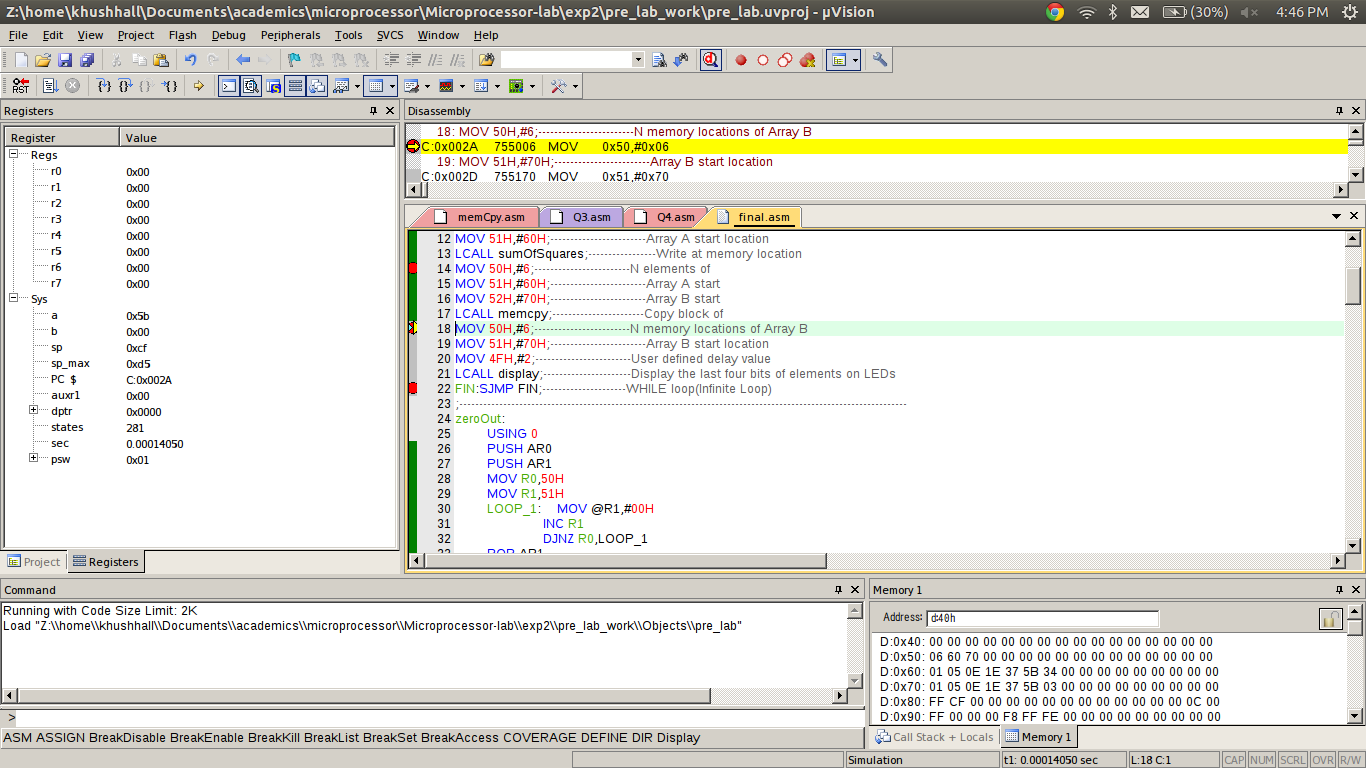 Z:\home\khushhall\Documents\academics\microprocessor\Microprocessor-lab\exp2\pre_lab_work\pre_lab.uvproj - µVision
(30%) 4:46 PM
File Edit View Project Flash Debug Peripherals Tools SVCS Window Help
Registers
Register Value
Regs
r0 0x00
r1 0x00
r2 0x00
r3 0x00
r4 0x00
r5 0x00
r6 0x00
r7 0x00
Sys
a 0x5b
b 0x00
sp 0xcf
sp_max 0xd5
PC $ C:0x002A
auxr1 0x00
dptr 0x0000
states 281
sec 0.00014050
psw 0x01
Project Registers
Disassembly
18: MOV 50H,#6;------------------------N memory locations of Array B
C:0x002A 755006 MOV 0x50,#0x06
19: MOV 51H,#70H;------------------------Array B start location
C:0x002D 755170 MOV 0x51,#0x70
memCpy.asm Q3.asm Q4.asm final.asm
12 MOV 51H,#60H;------------------------Array A start location
13 LCALL sumOfSquares;-----------------Write at memory location
14 MOV 50H,#6;------------------------N elements of
15 MOV 51H,#60H;------------------------Array A start
16 MOV 52H,#70H;------------------------Array B start
17 LCALL memcpy;-----------------------Copy block of
18 MOV 50H,#6;------------------------N memory locations of Array B
19 MOV 51H,#70H;------------------------Array B start location
20 MOV 4FH,#2;------------------------User defined delay value
21 LCALL display;----------------------Display the last four bits of elements on LEDs
22 FIN:SJMP FIN;---------------------WHILE loop(Infinite Loop)
23 ;----------------------------------------------------------------------------------------------------------------
24 zeroOut:
25 USING 0
26 PUSH AR0
27 PUSH AR1
28 MOV R0,50H
29 MOV R1,51H
30 LOOP_1: MOV @R1,#00H
31 INC R1
32 DJNZ R0,LOOP_1
33 POP AR1
Command
Running with Code Size Limit: 2K
Load "Z:\\home\\khushhall\\Documents\\academics\\microprocessor\\Microprocessor-lab\\exp2\\pre_lab_work\\Objects\\pre_lab"
>
ASM ASSIGN BreakDisable BreakEnable BreakKill BreakList BreakSet BreakAccess COVERAGE DEFINE DIR Display
Memory 1
Address: d:40h
D:0x40: 00 00 00 00 00 00 00 00 00 00 00 00 00 00 00 00
D:0x50: 06 60 70 00 00 00 00 00 00 00 00 00 00 00 00 00
D:0x60: 01 05 0E 1E 37 5B 34 00 00 00 00 00 00 00 00 00
D:0x70: 01 05 0E 1E 37 5B 03 00 00 00 00 00 00 00 00 00
D:0x80: FF CF 00 00 00 00 00 00 00 00 00 00 00 00 0C 00
D:0x90: FF 00 00 00 F8 FF FE 00 00 00 00 00 00 00 00 00
Call Stack + Locals Memory 1
Simulation t1: 0.00014050 sec L:18 C:1 CAP NUM SCRL OVR R/W